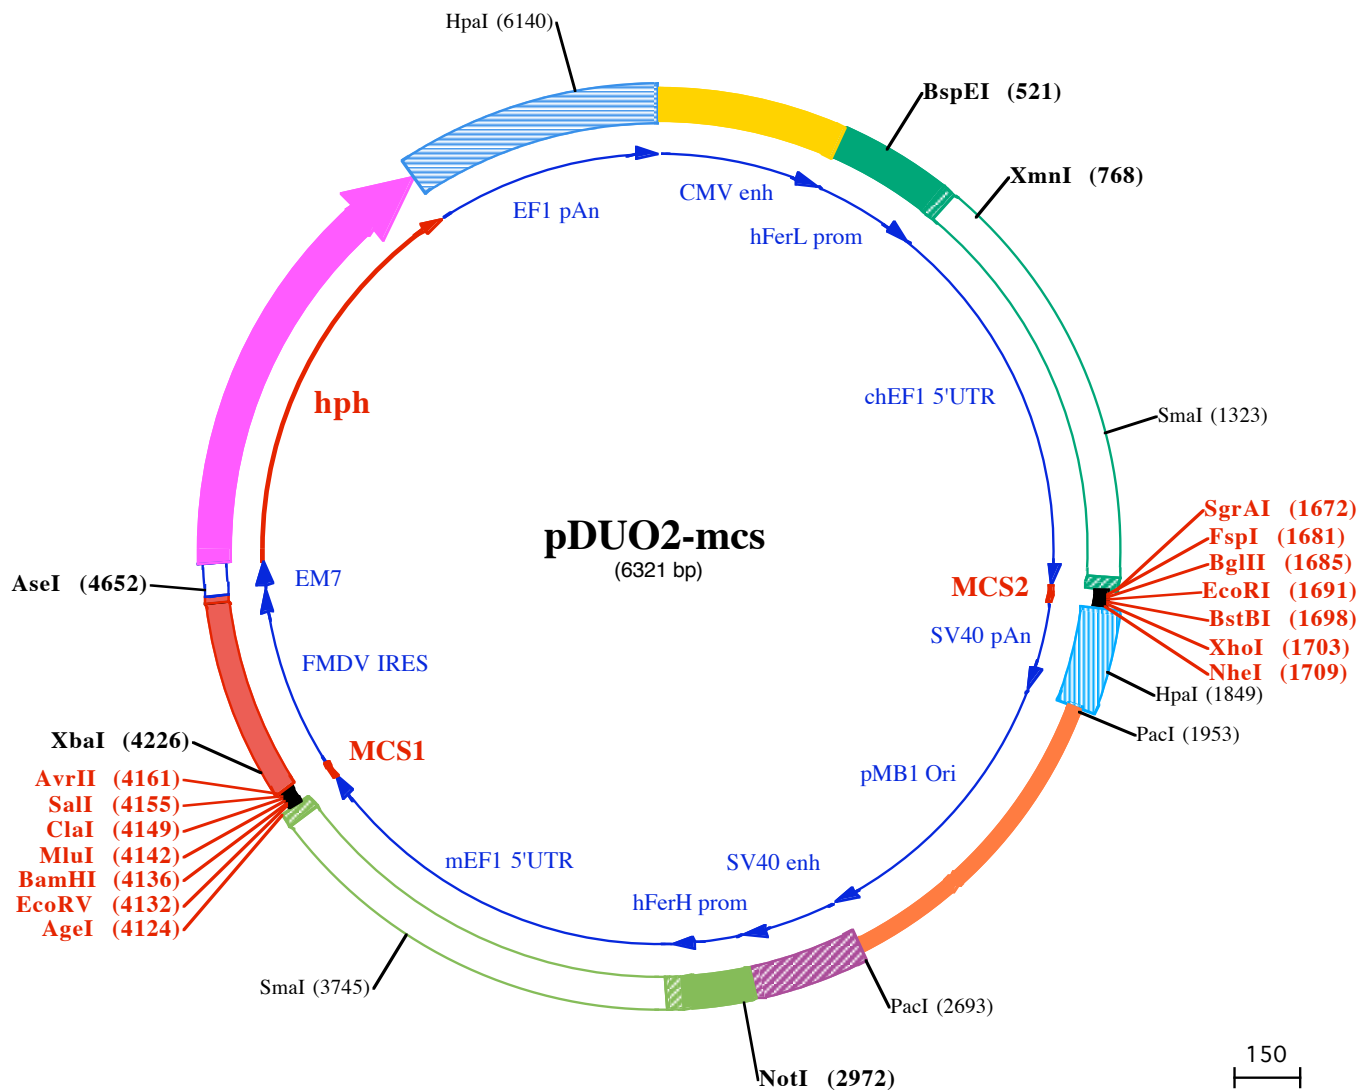 HpaI (6140)
BspEI (521)
XmnI (768)
CMV enh
EF1 pAn
hFerL prom
hph
chEF1 5'UTR
SmaI (1323)
pDUO2-mcs
(6321 bp)
SgrAI (1672)
FspI (1681)
BglII (1685)
EcoRI (1691)
BstBI (1698)
XhoI (1703)
NheI (1709)
AseI (4652)
EM7
MCS2
SV40 pAn
FMDV IRES
HpaI (1849)
PacI (1953)
XbaI (4226)
MCS1
AvrII (4161)
SalI (4155)
ClaI (4149)
MluI (4142)
BamHI (4136)
EcoRV (4132)
AgeI (4124)
pMB1 Ori
mEF1 5'UTR
SV40 enh
hFerH prom
SmaI (3745)
PacI (2693)
NotI (2972)
150